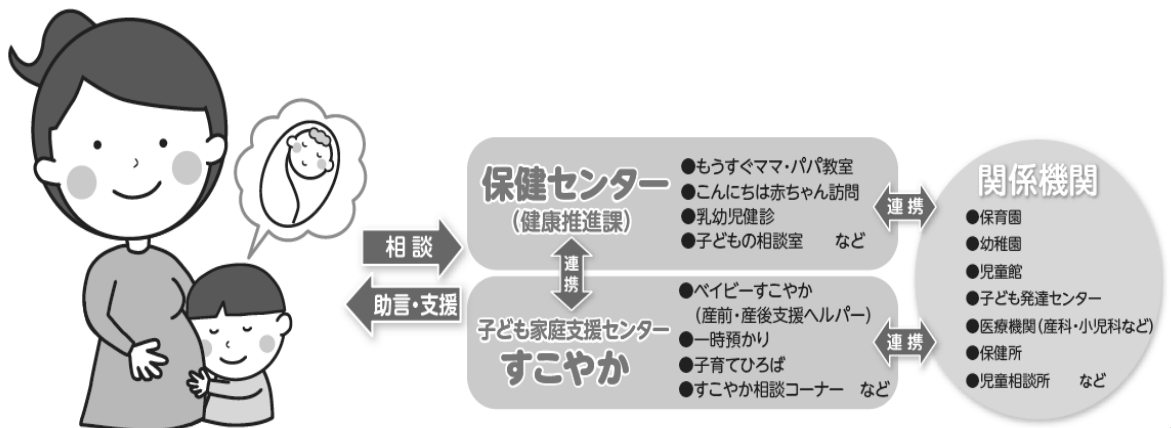 相談
助言・支援
保健センター
(健康推進課)
●もうすぐママ・パパ教室
●こんにちは赤ちゃん訪問
●乳幼児健診
●子どもの相談室　など
連携
子ども家庭支援センター
すこやか
●ベイビーすこやか
(産前・産後支援ヘルパー)
●一時預かり
●子育てひろば
●すこやか相談コーナー　など
連携
連携
関係機関
●保育園
●幼稚園
●児童館
●子ども発達センター
●医療機関(産科・小児科など)
●保健所
●児童相談所　など